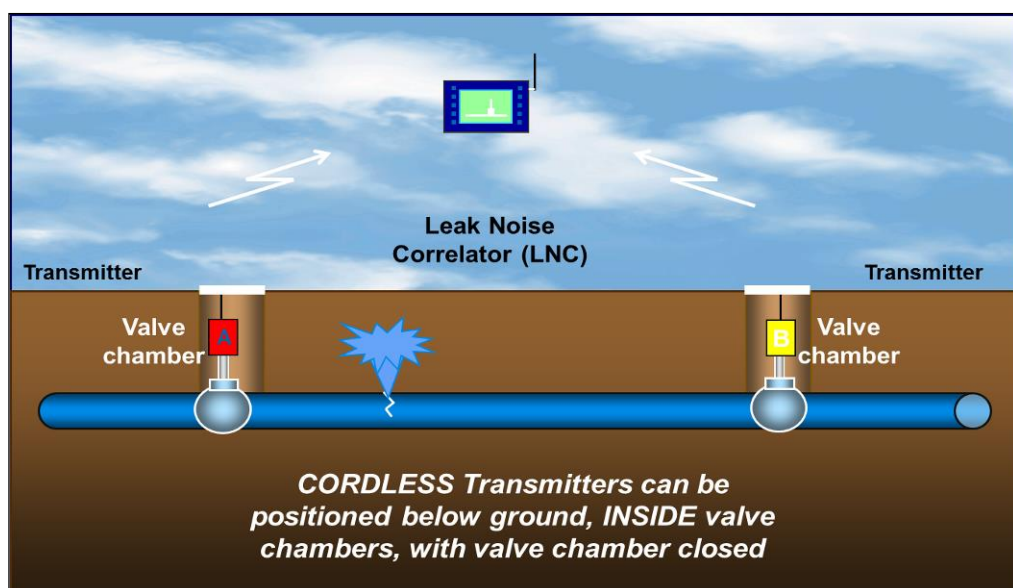 Leak Noise
Correlator (LNC)
Transmitter
Transmitter
Valve
chamber
A
B
Valve
chamber
CORDLESS Transmitters can be
positioned below ground, INSIDE valve
chambers, with valve chamber closed